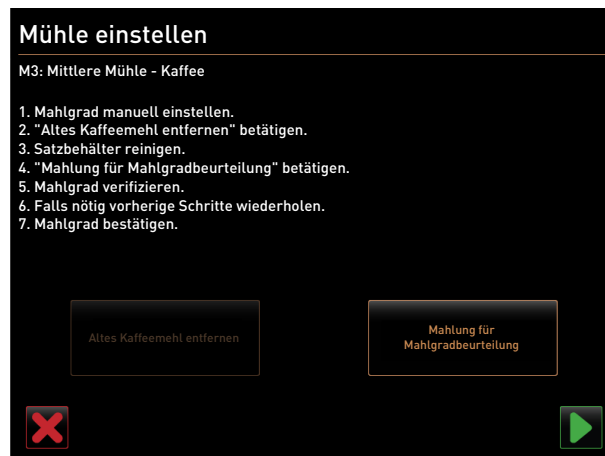 Mühle einstellen
M3: Mittlere Mühle - Kaffee
1. Mahlgrad manuell einstellen.
2. "Altes Kaffeemehl entfernen" betätigen.
3. Satzbehälter reinigen.
4. "Mahlung für Mahlgradbeurteilung" betätigen.
5. Mahlgrad verifizieren.
6. Falls nötig vorherige Schritte wiederholen.
7. Mahlgrad bestätigen.
Altes Kaffeemehl entfernen
Mahlung für
Mahlgradbeurteilung